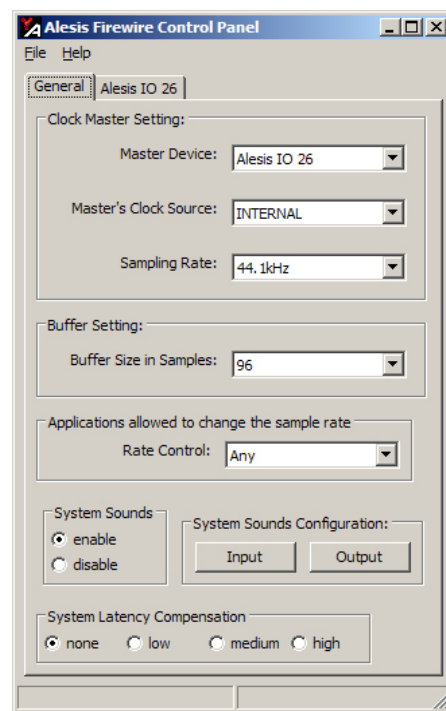 Alesis Firewire Control Panel
File Help
General Alesis IO 26
Clock Master Setting:
Master Device: Alesis IO 26
Master's Clock Source: INTERNAL
Sampling Rate: 44.1kHz
Buffer Setting:
Buffer Size in Samples: 96
Applications allowed to change the sample rate
Rate Control: Any
System Sounds
enable
disable
System Sounds Configuration:
Input Output
System Latency Compensation
none low medium high